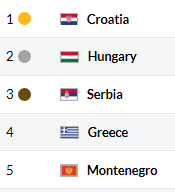 1 Croatia
2 Hungary
3 Serbia
4 Greece
5 Montenegro